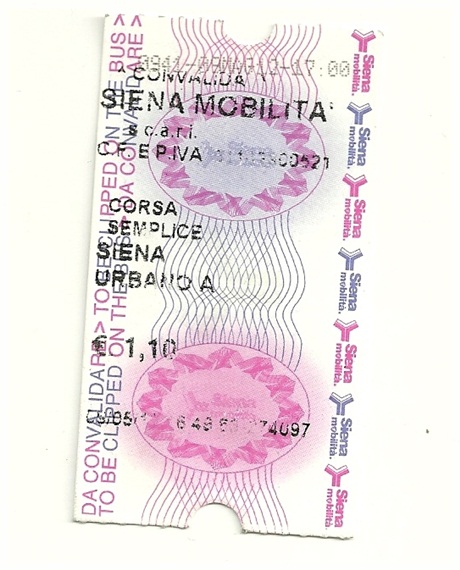 ^ CONVALIDA
SIENA MOBILITA'
s.c.a.r.l.
C.F. E P.IVA
CORSA
SEMPLICE
SIENA
URBANO A
€ 1,10
DA CONVALIDARE > TO BE CLIPPED ON THE BUS > DA CONVALIDARE >
TO BE CLIPPED ON THE BUS
Siena mobilità.
Siena mobilità.
Siena mobilità.
Siena mobilità.
Siena mobilità.
Siena mobilità.
Siena mobilità.